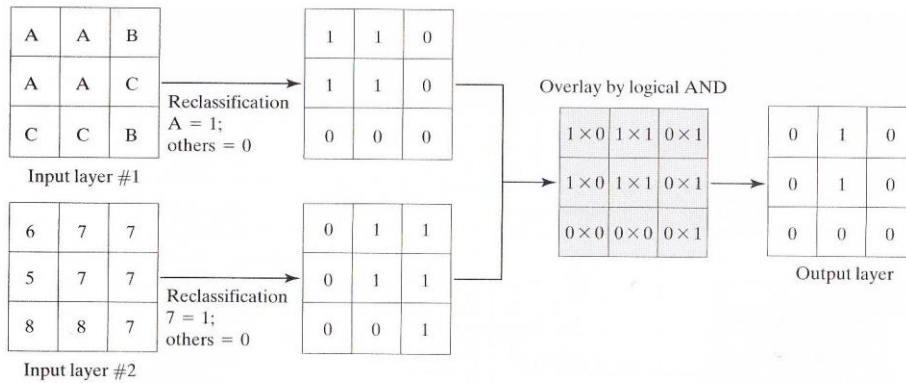 A A B
A A C
C C B
Input layer #1
Reclassification
A = 1;
others = 0
1 1 0
1 1 0
0 0 0
6 7 7
5 7 7
8 8 7
Input layer #2
Reclassification
7 = 1;
others = 0
0 1 1
0 1 1
0 0 1
Overlay by logical AND
1 × 0 1 × 1 0 × 1
1 × 0 1 × 1 0 × 1
0 × 0 0 × 0 0 × 1
0 1 0
0 1 0
0 0 0
Output layer